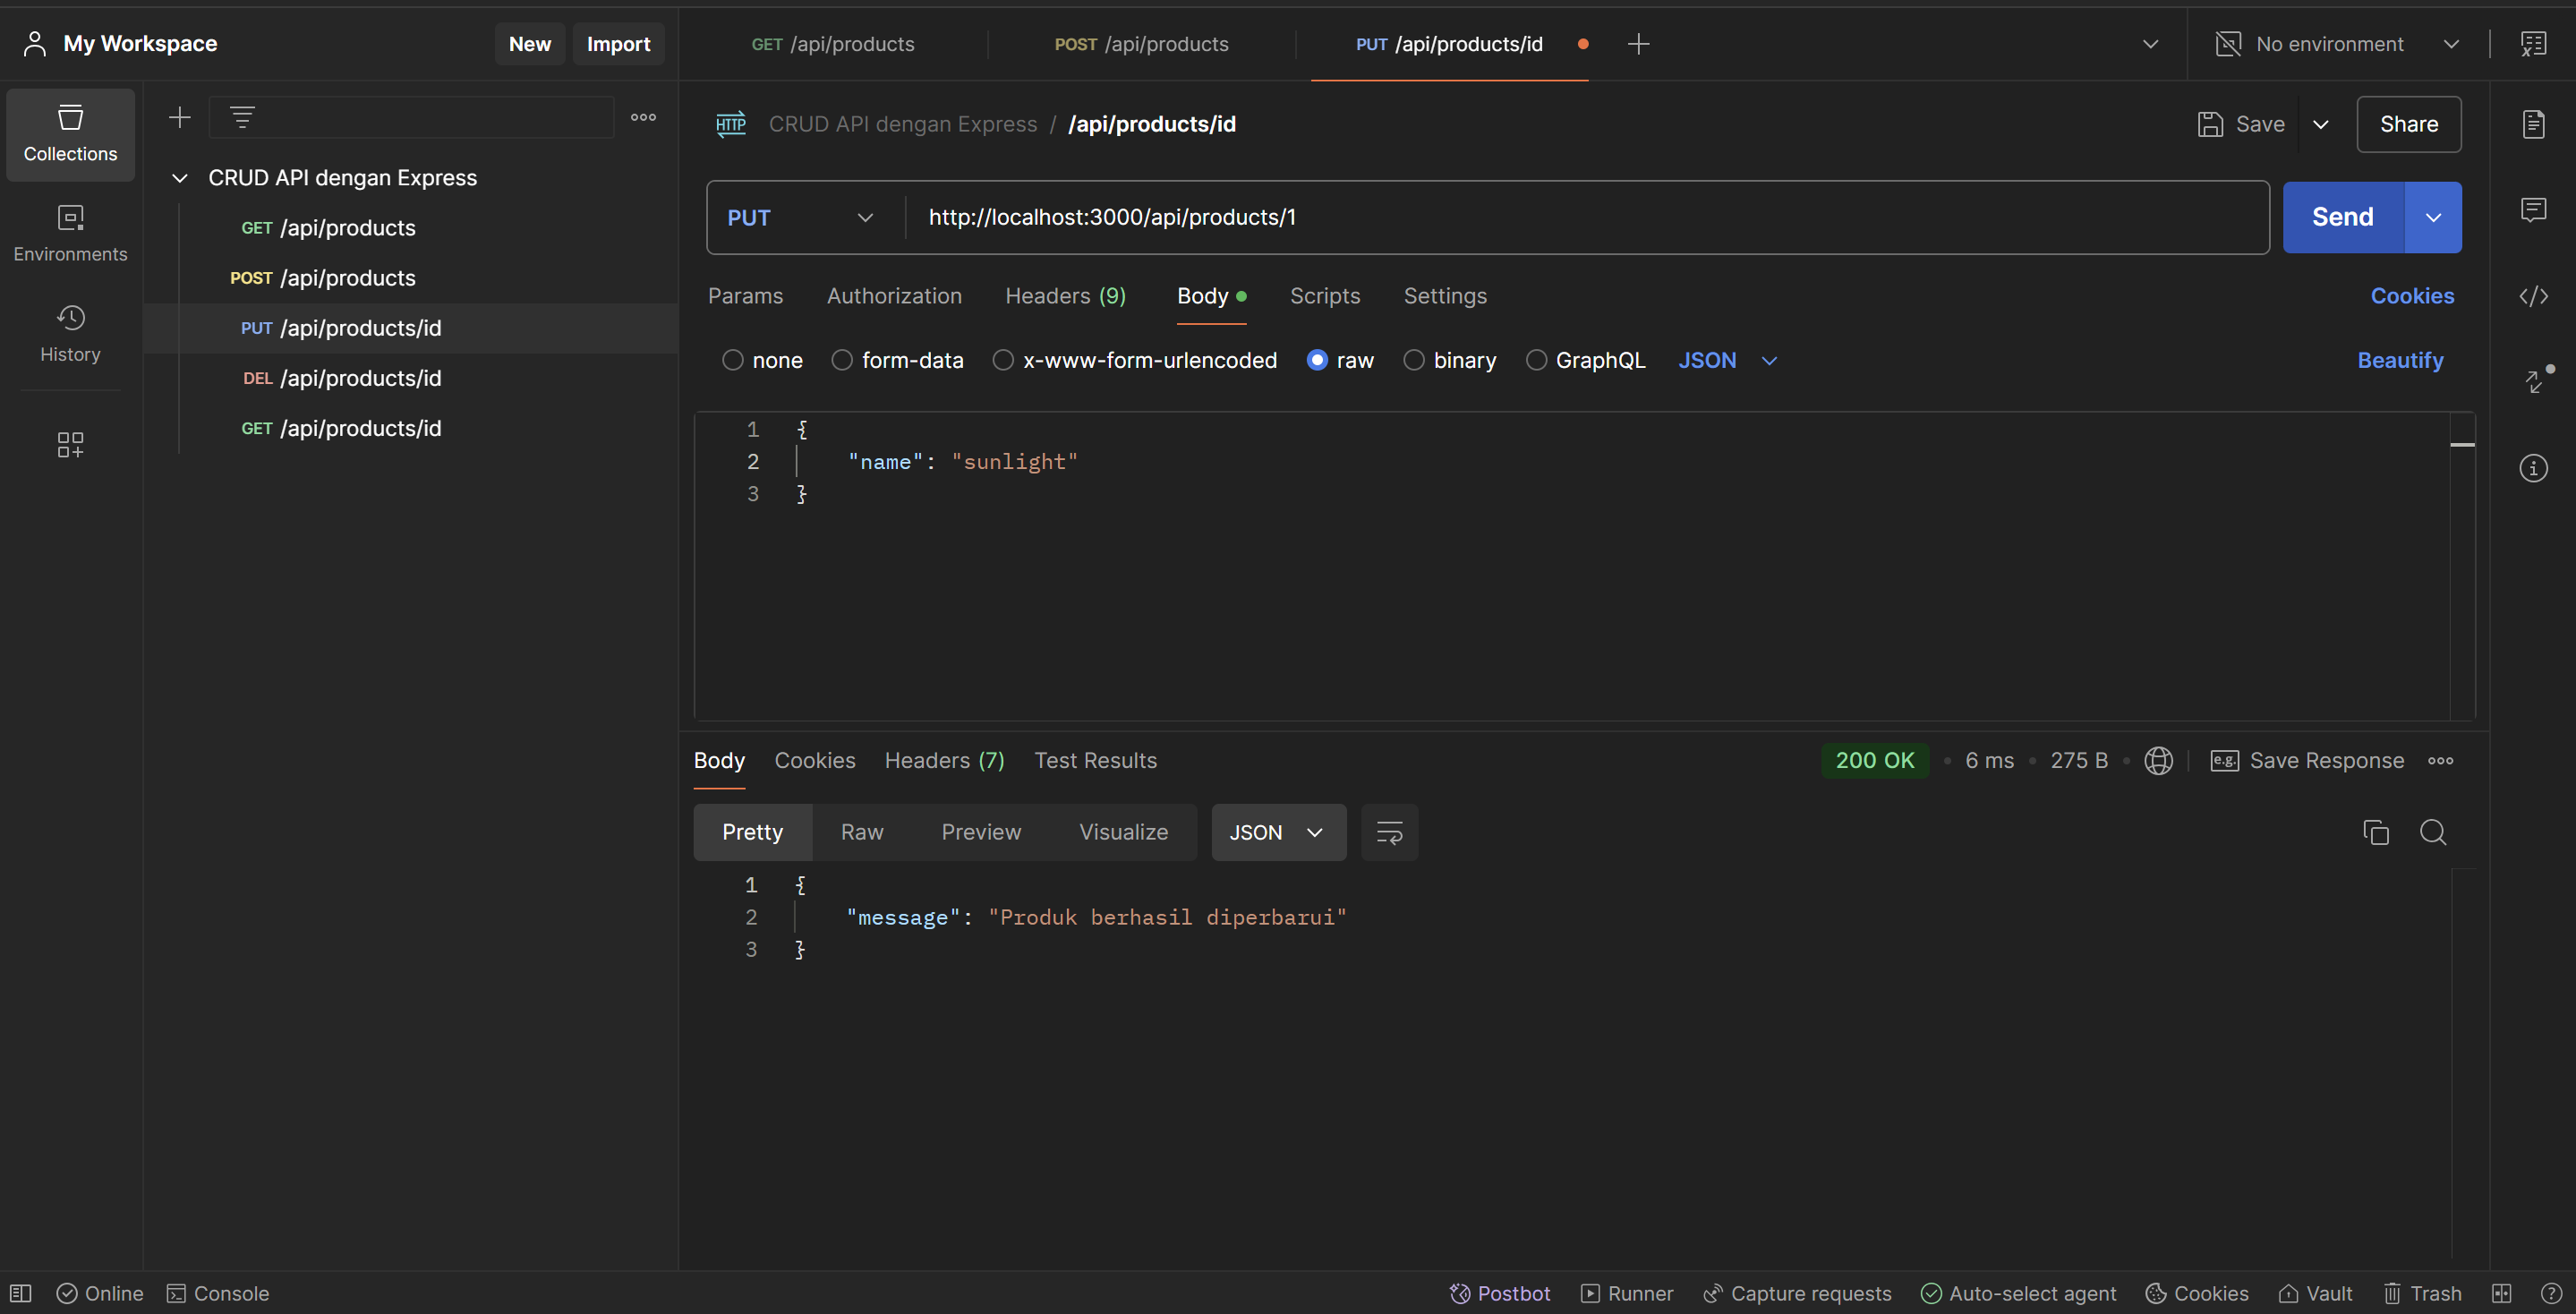 My Workspace
New
Import
GET /api/products
POST /api/products
PUT /api/products/id
No environment
Collections
Environments
History
CRUD API dengan Express
GET /api/products
POST /api/products
PUT /api/products/id
DEL /api/products/id
GET /api/products/id
HTTP CRUD API dengan Express / /api/products/id
Save
Share
PUT
http://localhost:3000/api/products/1
Send
Params Authorization Headers (9) Body Scripts Settings
Cookies
none form-data x-www-form-urlencoded raw binary GraphQL JSON
Beautify
1 {
2 "name": "sunlight"
3 }
Body Cookies Headers (7) Test Results
200 OK • 6 ms • 275 B •
e.g. Save Response
Pretty Raw Preview Visualize JSON
1 {
2 "message": "Produk berhasil diperbarui"
3 }
Online Console
Postbot Runner Capture requests Auto-select agent Cookies Vault Trash